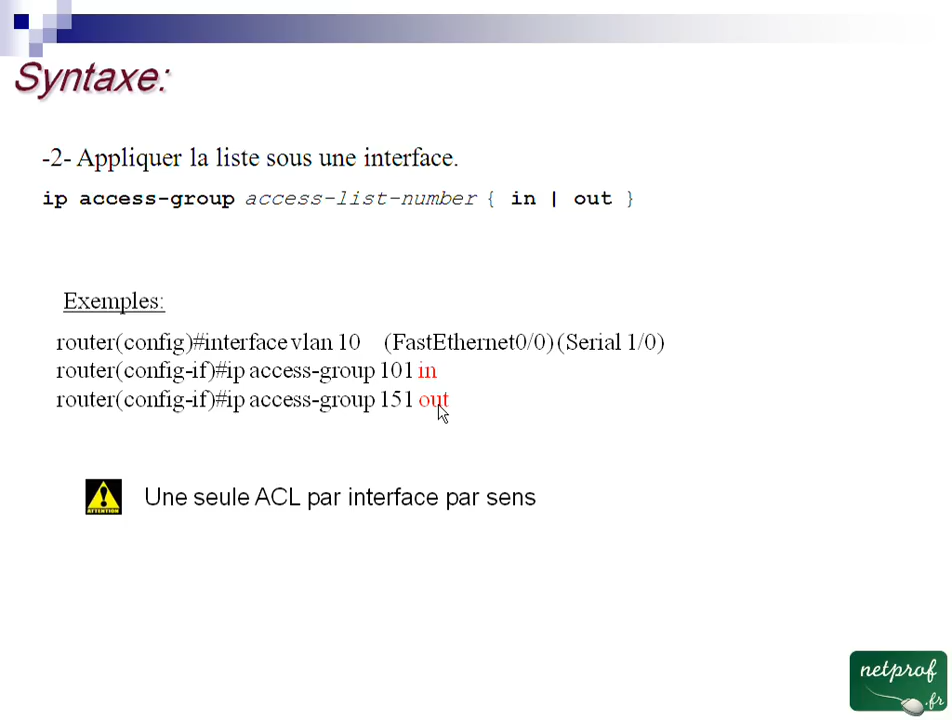 Syntaxe:
-2- Appliquer la liste sous une interface.
ip access-group access-list-number { in | out }
Exemples:
router(config)#interface vlan 10 (FastEthernet0/0)(Serial 1/0)
router(config-if)#ip access-group 101 in
router(config-if)#ip access-group 151 out
ATTENTION
Une seule ACL par interface par sens
netprof
.fr